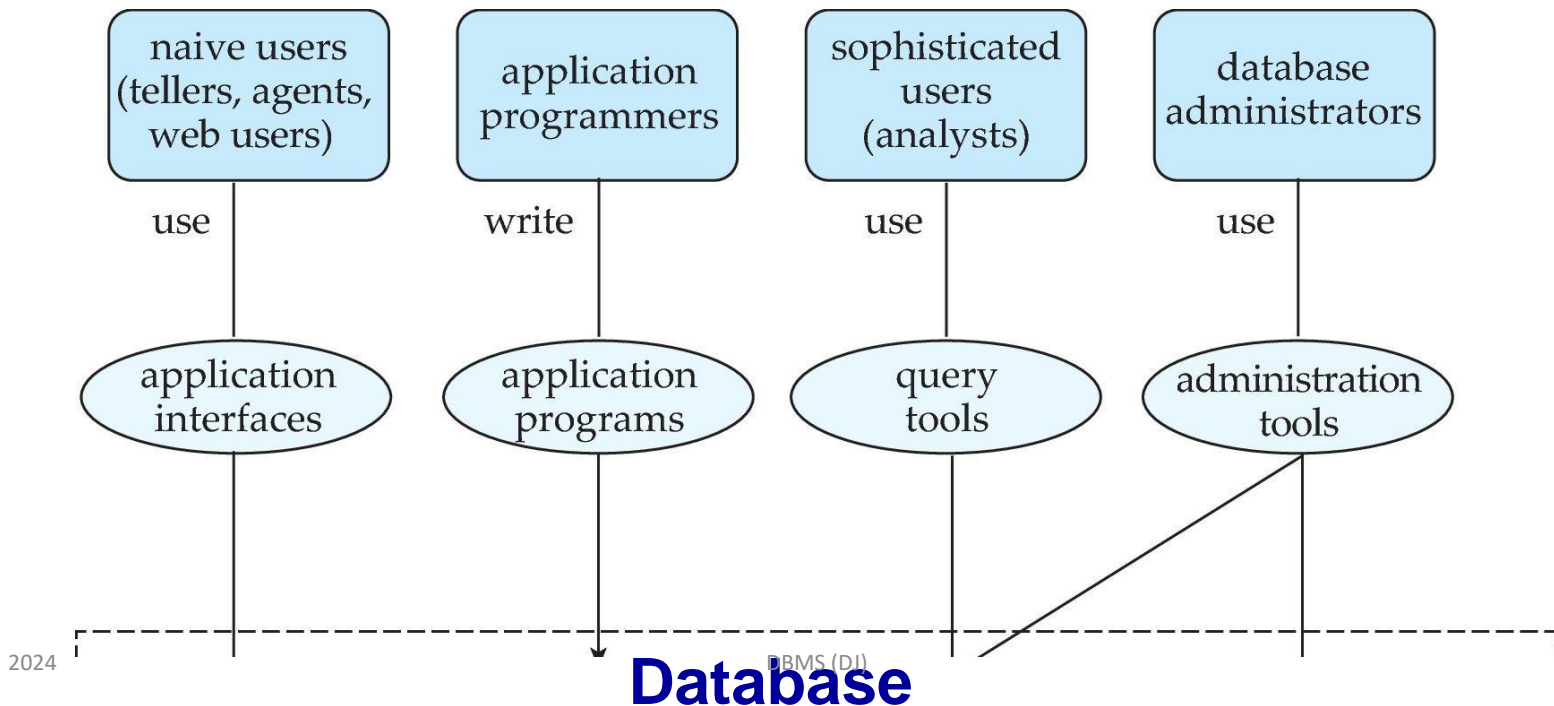 naive users
(tellers, agents,
web users)
application
programmers
sophisticated
users
(analysts)
database
administrators
use
write
use
use
application
interfaces
application
programs
query
tools
administration
tools
2024
DBMS (DJ)
Database